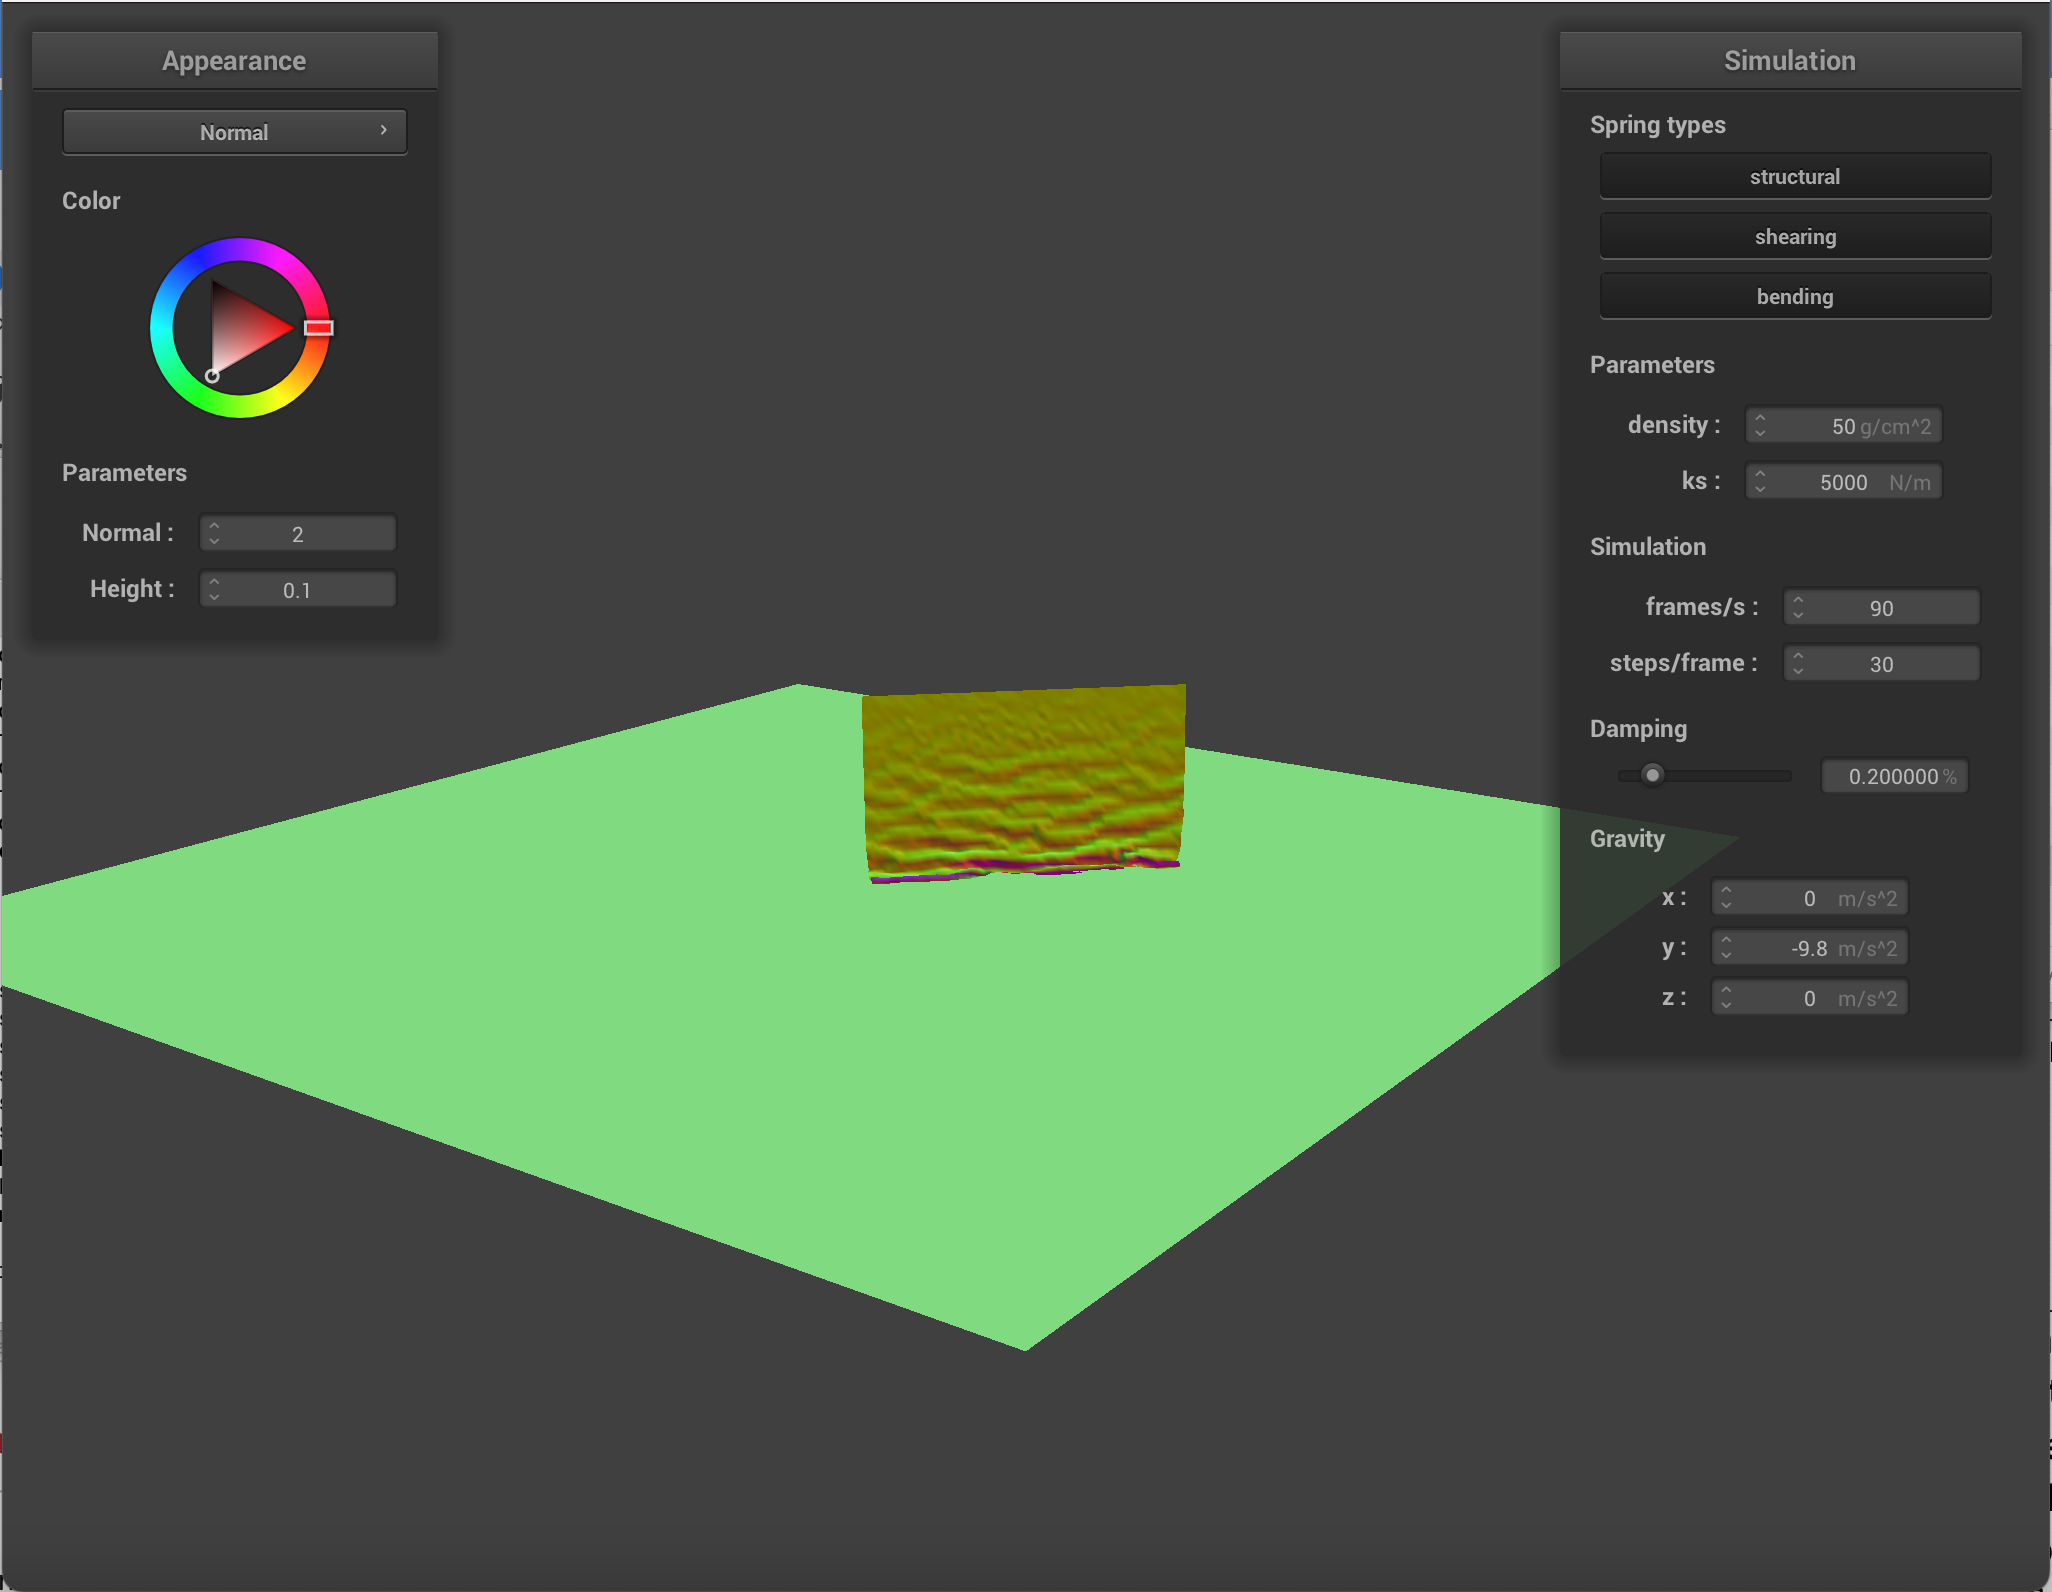 Appearance
Normal
Color
Parameters
Normal : 2
Height : 0.1
Simulation
Spring types
structural
shearing
bending
Parameters
density : 50 g/cm^2
ks : 5000 N/m
Simulation
frames/s : 90
steps/frame : 30
Damping
0.200000 %
Gravity
x : 0 m/s^2
y : -9.8 m/s^2
z : 0 m/s^2